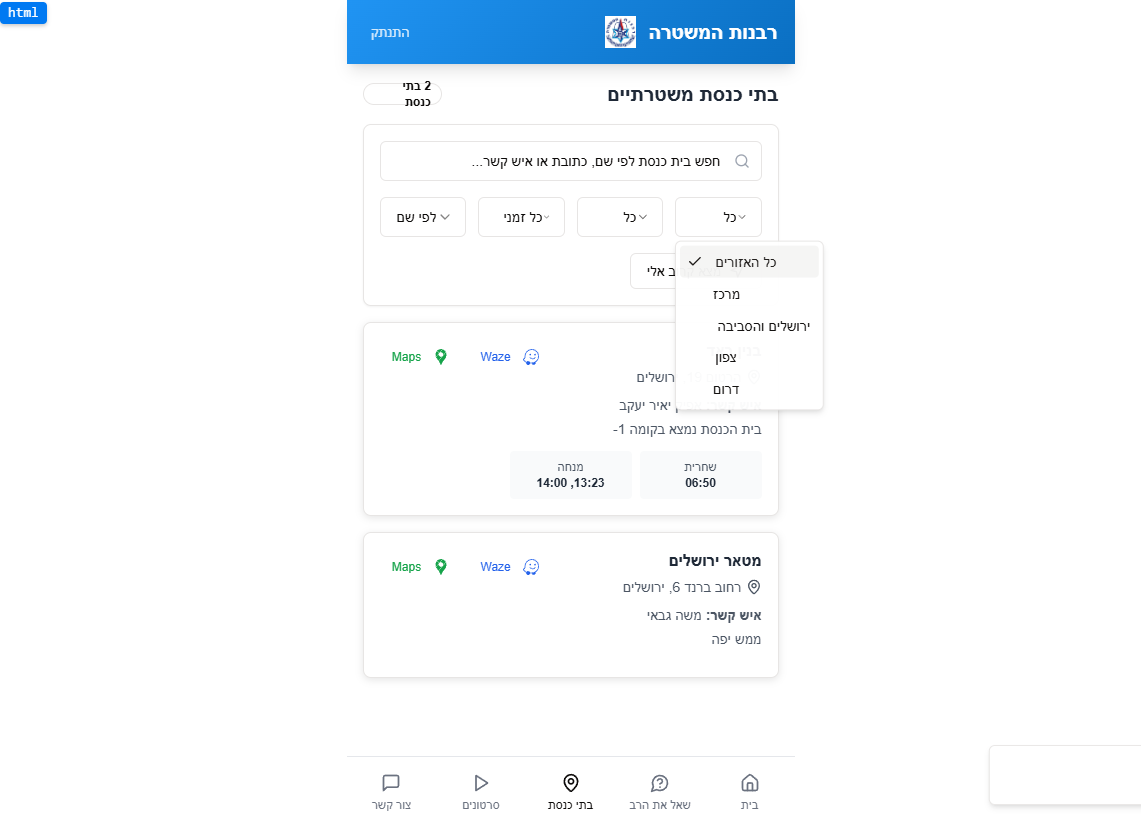 html
רבנות המשטרה
התנתק
בתי כנסת משטרתיים
2 בתי
כנסת
חפש בית כנסת לפי שם, כתובת או איש קשר...
כל
כל
כל זמני
לפי שם
כל האזורים
מרכז
ירושלים והסביבה
צפון
דרום
אלי
Waze
Maps
ירושלים
יאיר יעקב
בית הכנסת נמצא בקומה 1-
שחרית
06:50
מנחה
13:23, 14:00
מטאר ירושלים
Waze
Maps
רחוב ברנד 6, ירושלים
איש קשר: משה גבאי
ממש יפה
בית
שאל את הרב
בתי כנסת
סרטונים
צור קשר